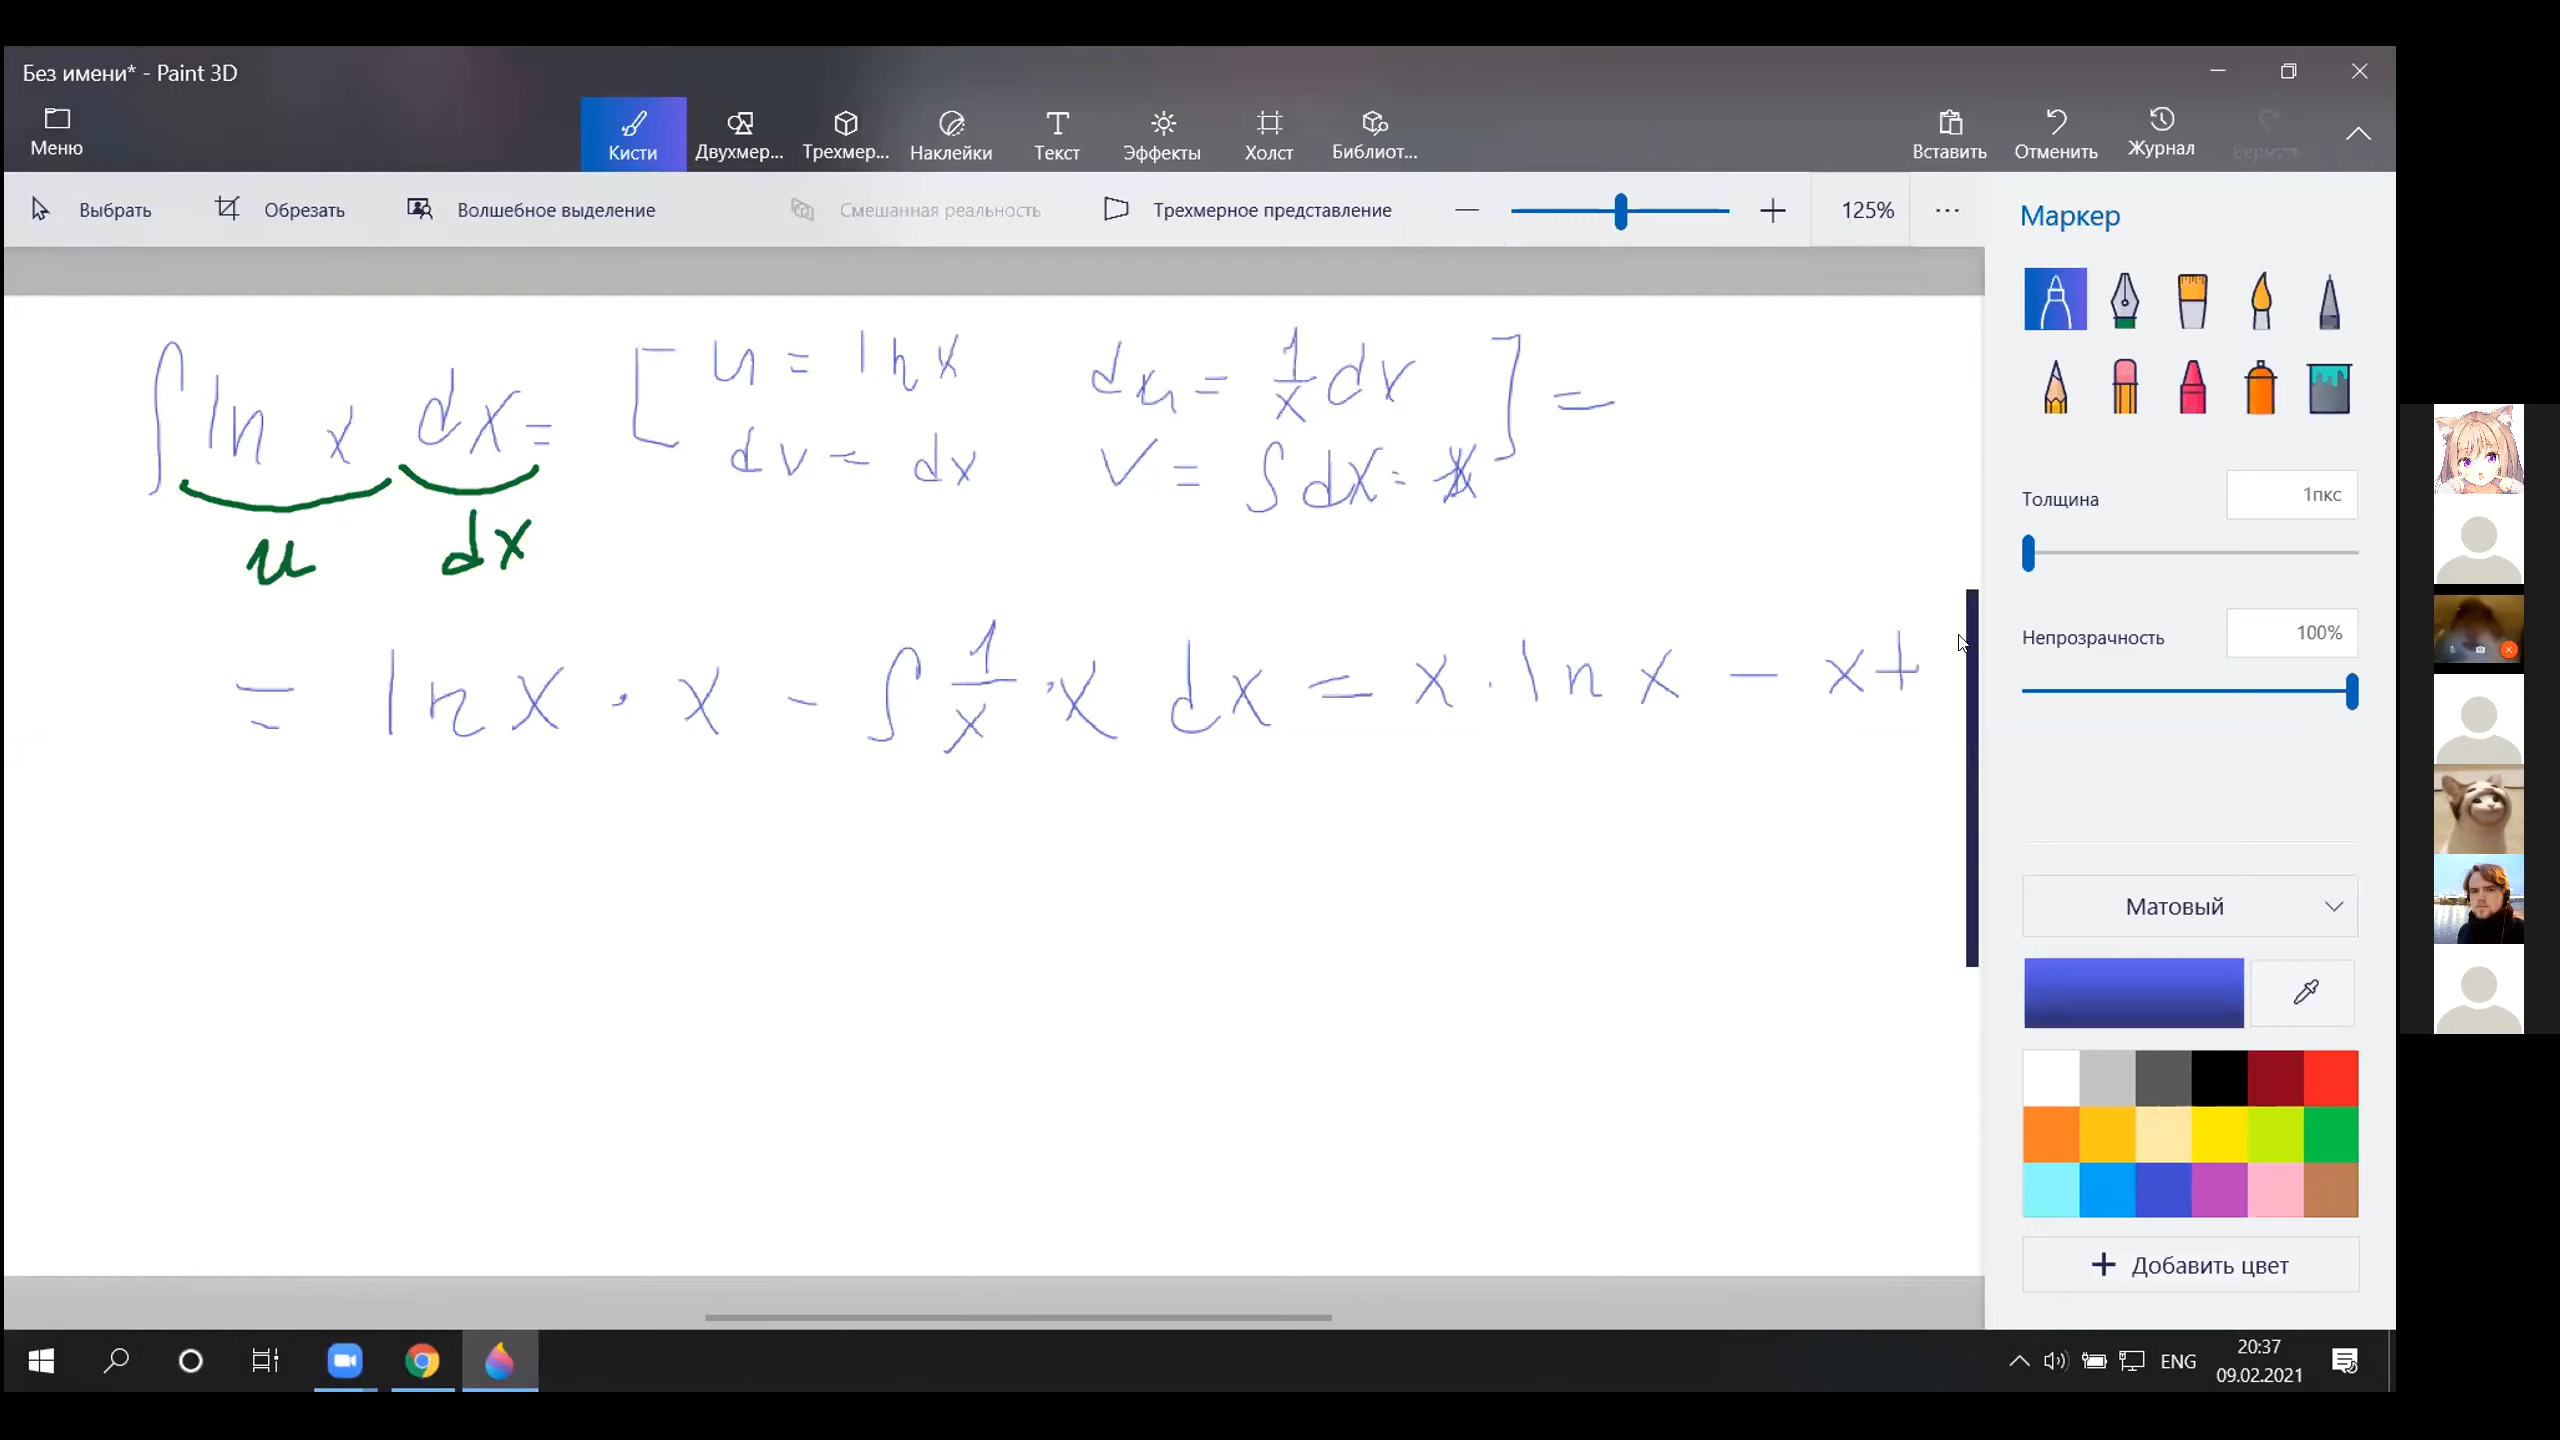 Без имени* - Paint 3D
Меню
Кисти Двухмер... Трехмер... Наклейки Текст Эффекты Холст Библиот... Вставить Отменить Журнал Вернуть
Выбрать Обрезать Волшебное выделение Смешанная реальность Трехмерное представление 125% ...
Маркер
Толщина 1пкс
Непрозрачность 100%
Матовый
Добавить цвет
∫ ln x dx = [ u = ln x du = 1/x dx ] =
dv = dx v = ∫ dx = x
u dx
= ln x · x - ∫ 1/x · x dx = x · ln x - x +
ENG
20:37
09.02.2021